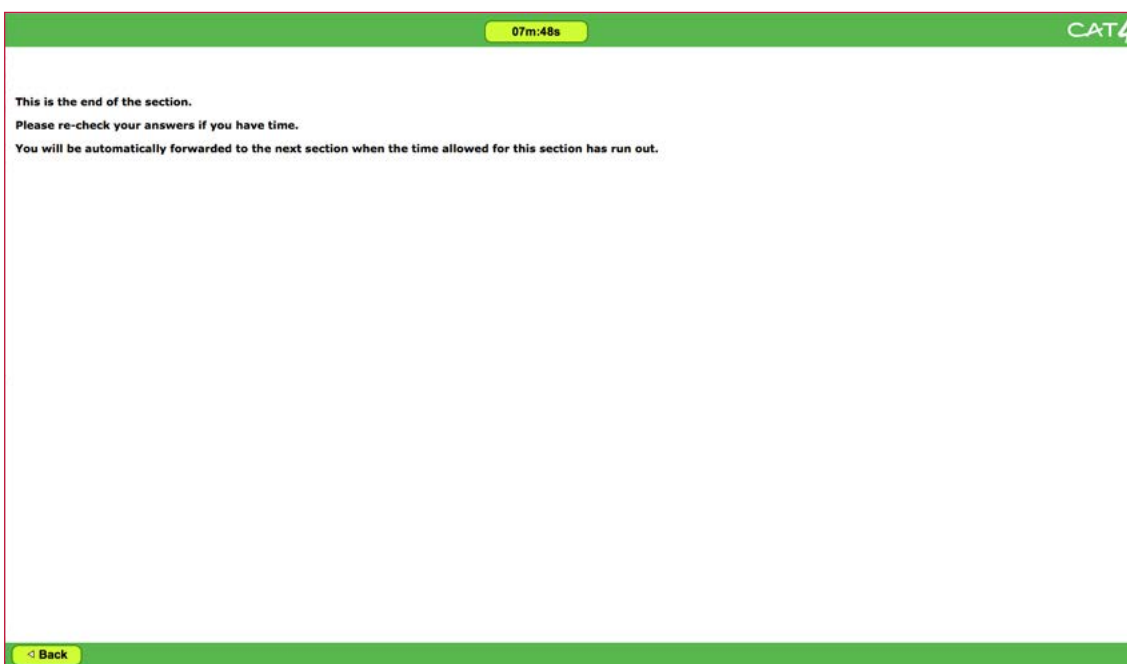 07m:48s
CAT4
This is the end of the section.
Please re-check your answers if you have time.
You will be automatically forwarded to the next section when the time allowed for this section has run out.
◁ Back